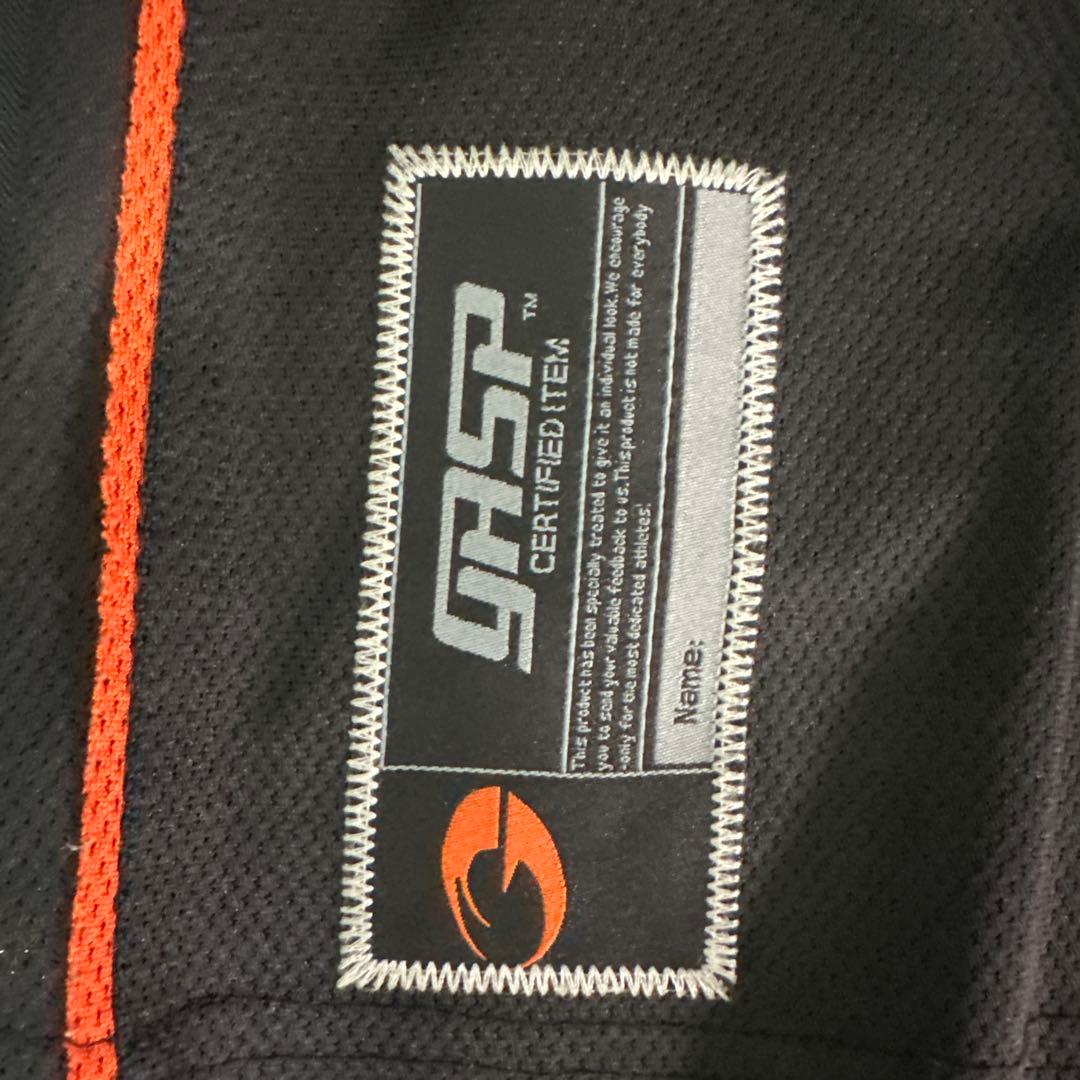 gASP™
CERTIFIED ITEM
This product has been specially treated to give it an individual look. We encourage
you to send your valuable feedback to us. This product is not made for everybody
-only for the most dedicated athletes!
Name: